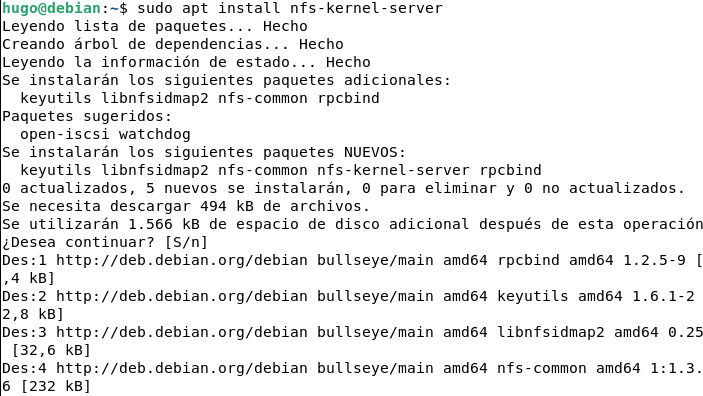 hugo@debian:~$ sudo apt install nfs-kernel-server
Leyendo lista de paquetes... Hecho
Creando árbol de dependencias... Hecho
Leyendo la información de estado... Hecho
Se instalarán los siguientes paquetes adicionales:
  keyutils libnfsidmap2 nfs-common rpcbind
Paquetes sugeridos:
  open-iscsi watchdog
Se instalarán los siguientes paquetes NUEVOS:
  keyutils libnfsidmap2 nfs-common nfs-kernel-server rpcbind
0 actualizados, 5 nuevos se instalarán, 0 para eliminar y 0 no actualizados.
Se necesita descargar 494 kB de archivos.
Se utilizarán 1.566 kB de espacio de disco adicional después de esta operación
¿Desea continuar? [S/n]
Des:1 http://deb.debian.org/debian bullseye/main amd64 rpcbind amd64 1.2.5-9 [
,4 kB]
Des:2 http://deb.debian.org/debian bullseye/main amd64 keyutils amd64 1.6.1-2
2,8 kB]
Des:3 http://deb.debian.org/debian bullseye/main amd64 libnfsidmap2 amd64 0.25
 [32,6 kB]
Des:4 http://deb.debian.org/debian bullseye/main amd64 nfs-common amd64 1:1.3.
6 [232 kB]